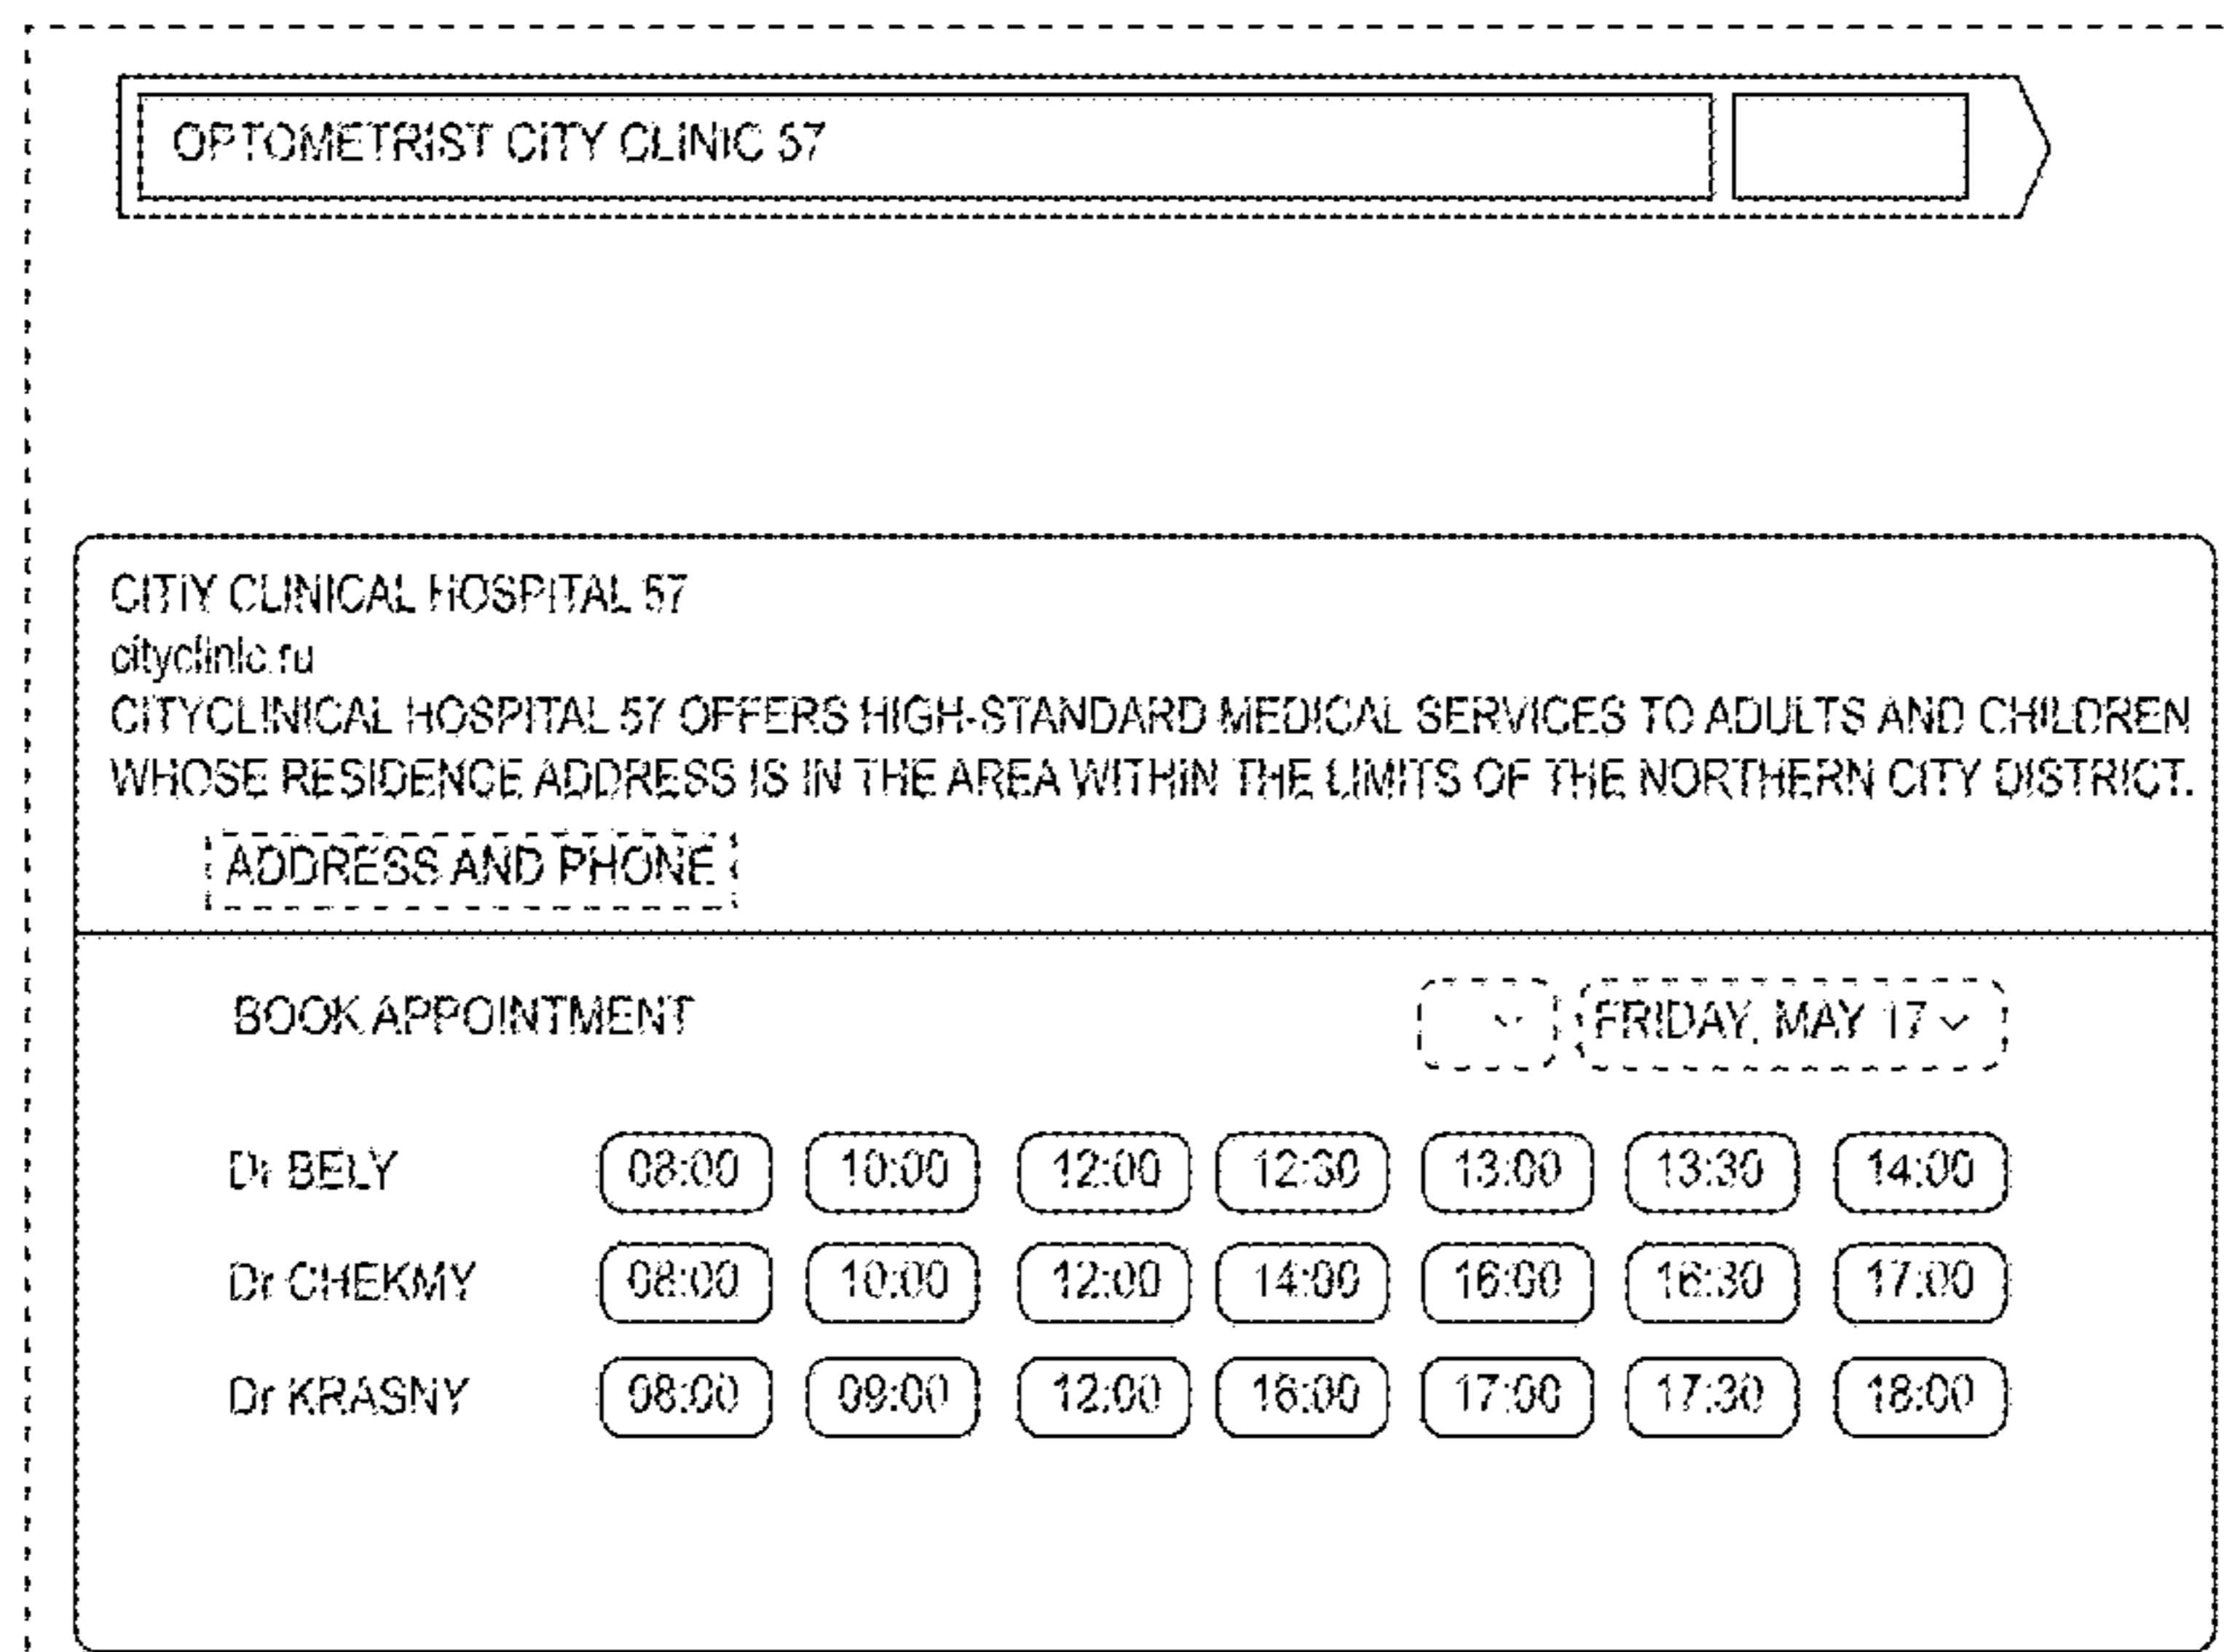 OPTOMETRIST CITY CLINIC 57
CITIY CLINICAL HOSPITAL 57
cityclinic.ru
CITYCLINICAL HOSPITAL 57 OFFERS HIGH-STANDARD MEDICAL SERVICES TO ADULTS AND CHILDREN
WHOSE RESIDENCE ADDRESS IS IN THE AREA WITHIN THE LIMITS OF THE NORTHERN CITY DISTRICT.
ADDRESS AND PHONE
BOOK APPOINTMENT FRIDAY, MAY 17
Dr BELY 08:00 10:00 12:00 12:30 13:00 13:30 14:00
Dr CHEKMY 08:00 10:00 12:00 14:00 16:00 16:30 17:00
Dr KRASNY 08:00 09:00 12:00 16:00 17:00 17:30 18:00